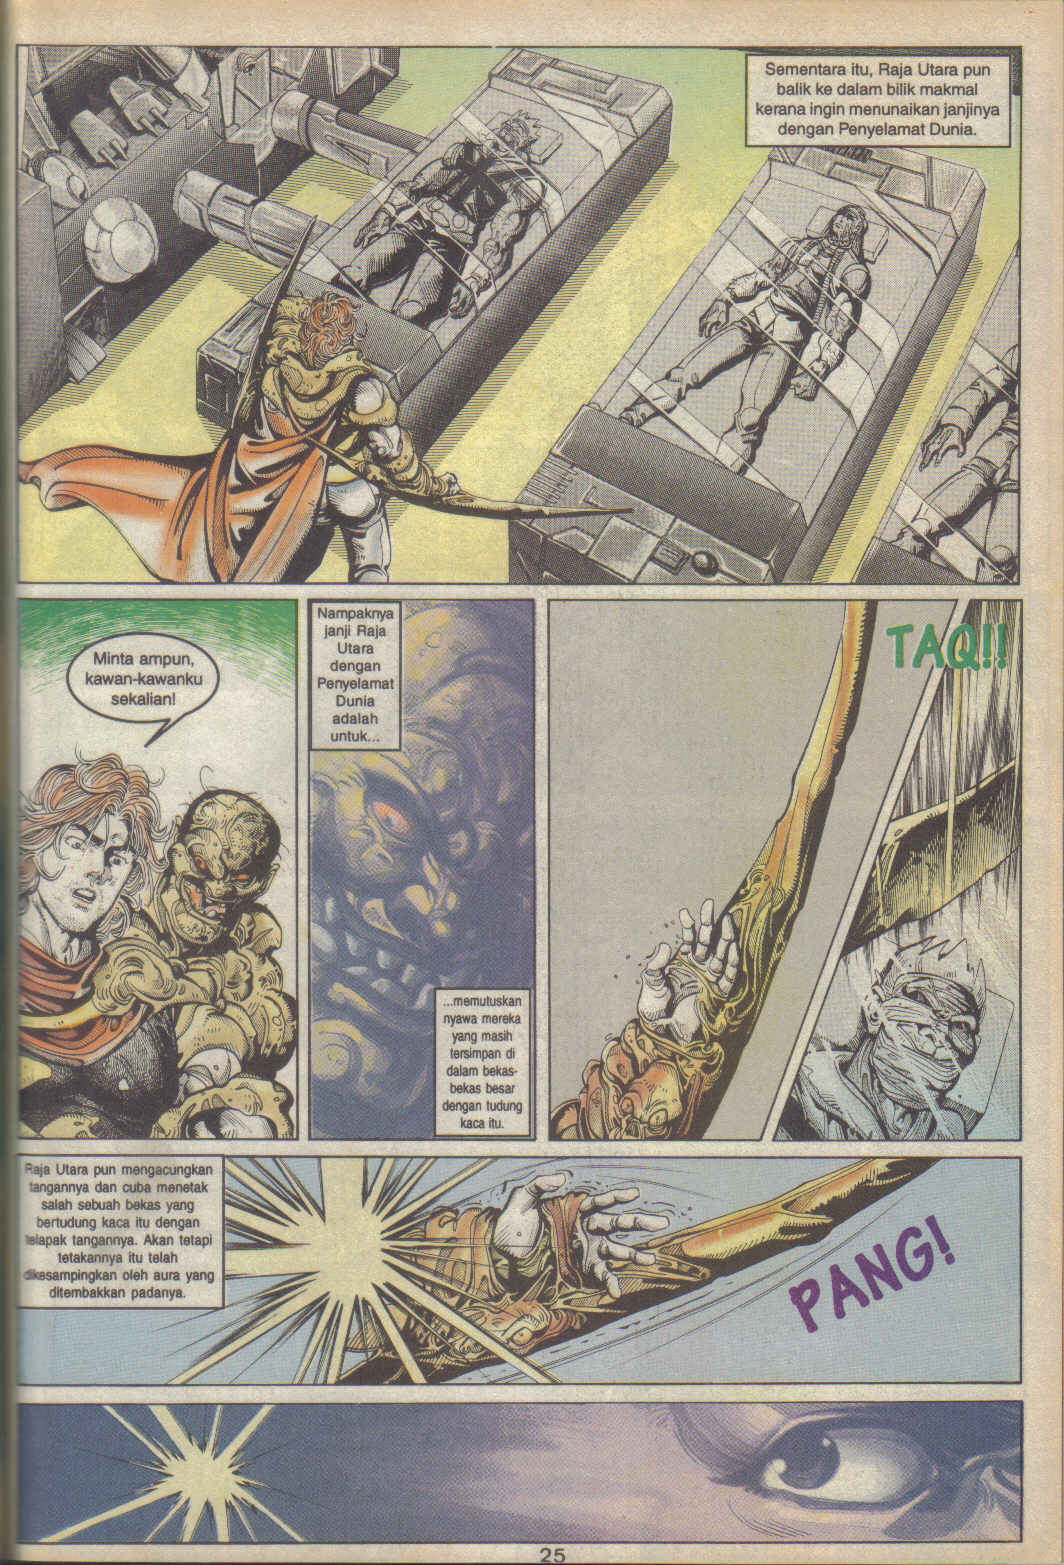 Sementara itu, Raja Utara pun
balik ke dalam bilik makmal
kerana ingin menunaikan janjinya
dengan Penyelamat Dunia.
Minta ampun,
kawan-kawanku
sekalian!
Nampaknya
janji Raja
Utara
dengan
Penyelamat
Dunia
adalah
untuk...
...memutuskan
nyawa mereka
yang masih
tersimpan di
dalam bekas-
bekas besar
dengan tudung
kaca itu.
TAQ!!
Raja Utara pun mengacungkan
tangannya dan cuba menetak
salah sebuah bekas yang
bertudung kaca itu dengan
telapak tangannya. Akan tetapi
tetakannya itu telah
dikesampingkan oleh aura yang
ditembakkan padanya.
PANG!
25